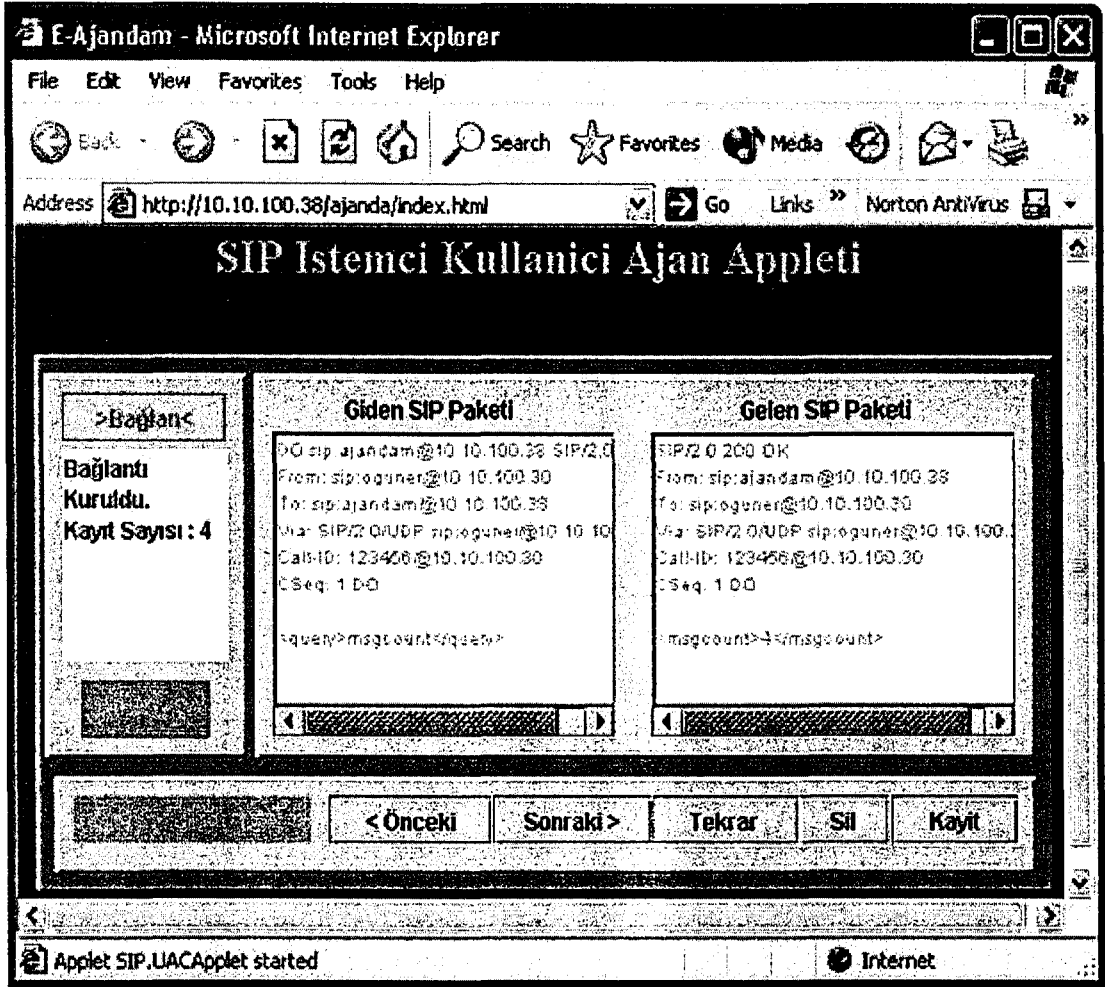 E-Ajandam - Microsoft Internet Explorer
File Edit View Favorites Tools Help
Back Search Favorites Media
Address http://10.10.100.38/ajanda/index.html Go Links » Norton AntiVirus
SIP Istemci Kullanici Ajan Appleti
>Bağlan<
Bağlantı
Kuruldu.
Kayıt Sayısı : 4
Giden SIP Paketi
DO sip:ajandam@10.10.100.38 SIP/2.0
From: sip:oguner@10.10.100.30
To: sip:ajandam@10.10.100.38
Via: SIP/2.0/UDP sip:oguner@10.10.10
Call-ID: 123456@10.10.100.30
CSeq: 1 DO
<query>msgcount</query>
Gelen SIP Paketi
SIP/2.0 200 OK
From: sip:ajandam@10.10.100.38
To: sip:oguner@10.10.100.30
Via: SIP/2.0/UDP sip:oguner@10.10.100.
Call-ID: 123456@10.10.100.30
CSeq: 1 DO
<msgcount>4</msgcount>
< Önceki Sonraki > Tekrar Sil Kayit
Applet SIP.UACApplet started Internet